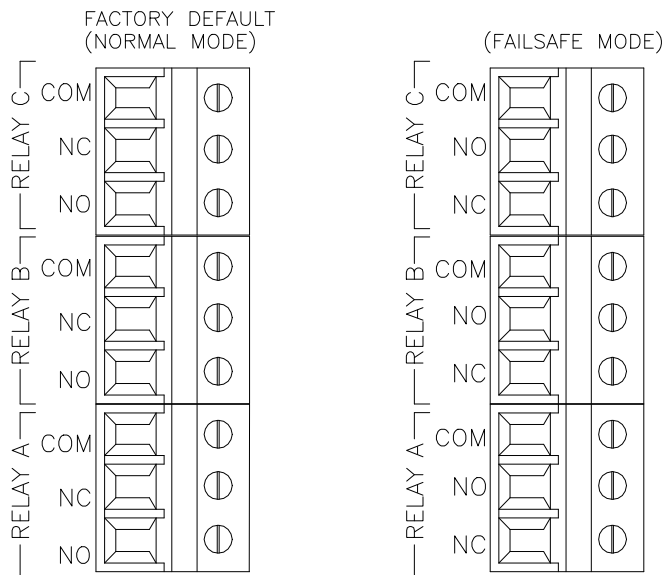 FACTORY DEFAULT
(NORMAL MODE)
RELAY C
COM
NC
NO
RELAY B
COM
NC
NO
RELAY A
COM
NC
NO
(FAILSAFE MODE)
RELAY C
COM
NO
NC
RELAY B
COM
NO
NC
RELAY A
COM
NO
NC